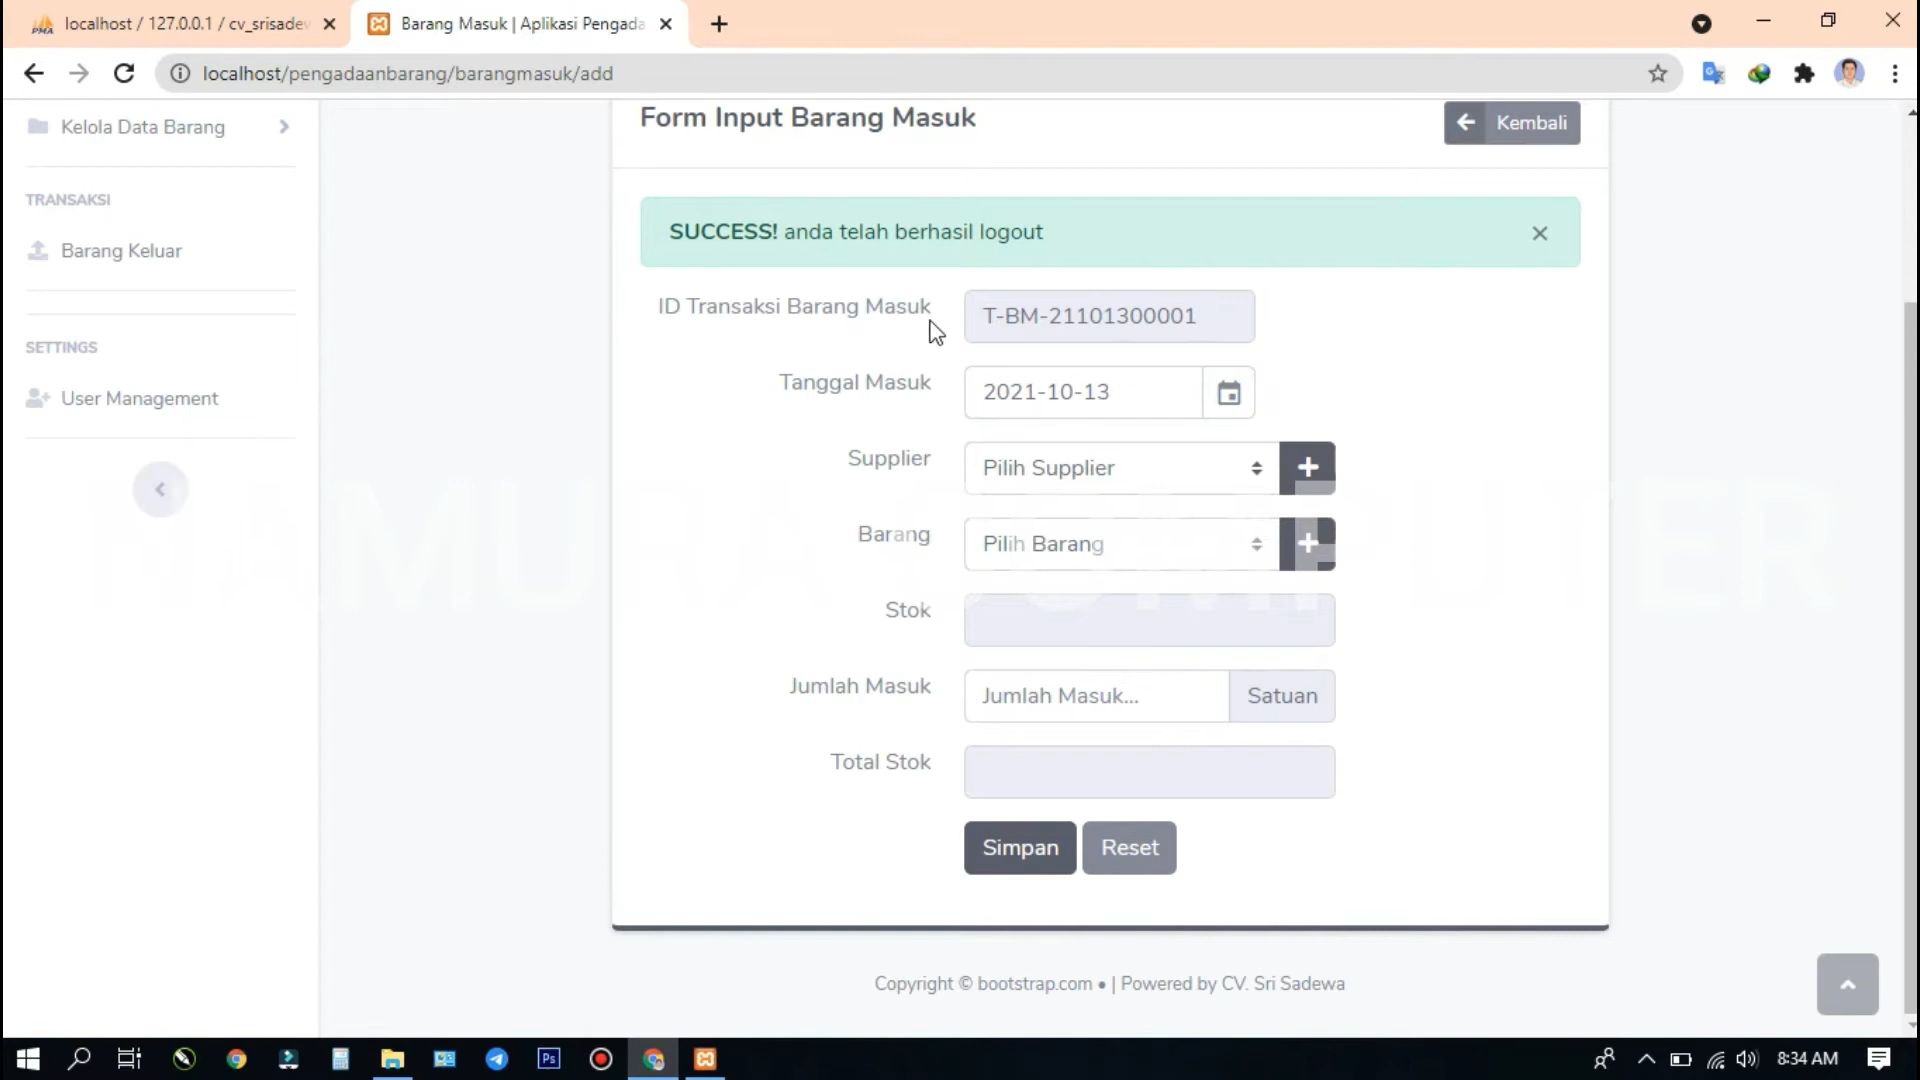 localhost / 127.0.0.1 / cv_srisadev
Barang Masuk | Aplikasi Pengada
localhost/pengadaanbarang/barangmasuk/add
Kelola Data Barang
TRANSAKSI
Barang Keluar
SETTINGS
User Management
Form Input Barang Masuk
Kembali
SUCCESS! anda telah berhasil logout
ID Transaksi Barang Masuk
T-BM-21101300001
Tanggal Masuk
2021-10-13
Supplier
Pilih Supplier
Barang
Pilih Barang
Stok
Jumlah Masuk
Jumlah Masuk...
Satuan
Total Stok
Simpan
Reset
Copyright © bootstrap.com • | Powered by CV. Sri Sadewa
Ps
8:34 AM